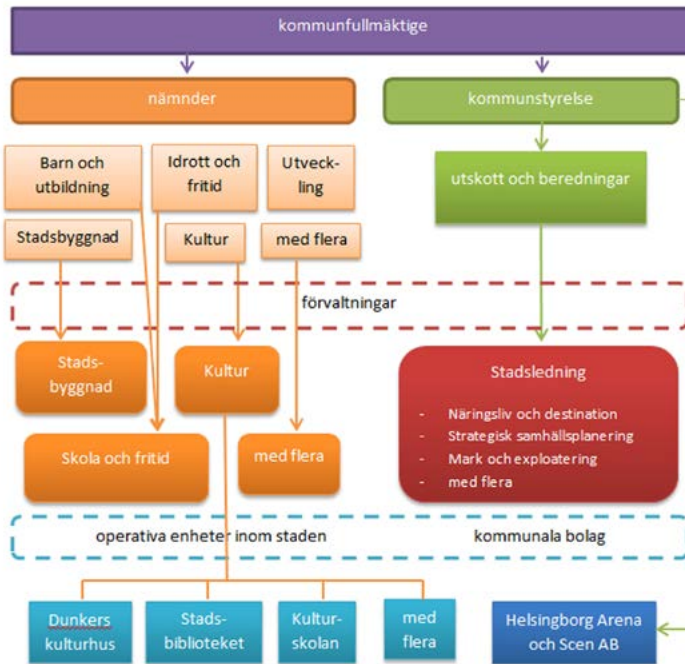 kommunfullmäktige
nämnder
kommunstyrelse
Barn och
utbildning
Idrott och
fritid
Utveck-
ling
utskott och beredningar
Stadsbyggnad
Kultur
med flera
förvaltningar
Stads-
byggnad
Kultur
Stadsledning
- Näringsliv och destination
- Strategisk samhällsplanering
- Mark och exploatering
- med flera
Skola och fritid
med flera
operativa enheter inom staden
kommunala bolag
Dunkers
kulturhus
Stads-
biblioteket
Kultur-
skolan
med
flera
Helsingborg Arena
och Scen AB